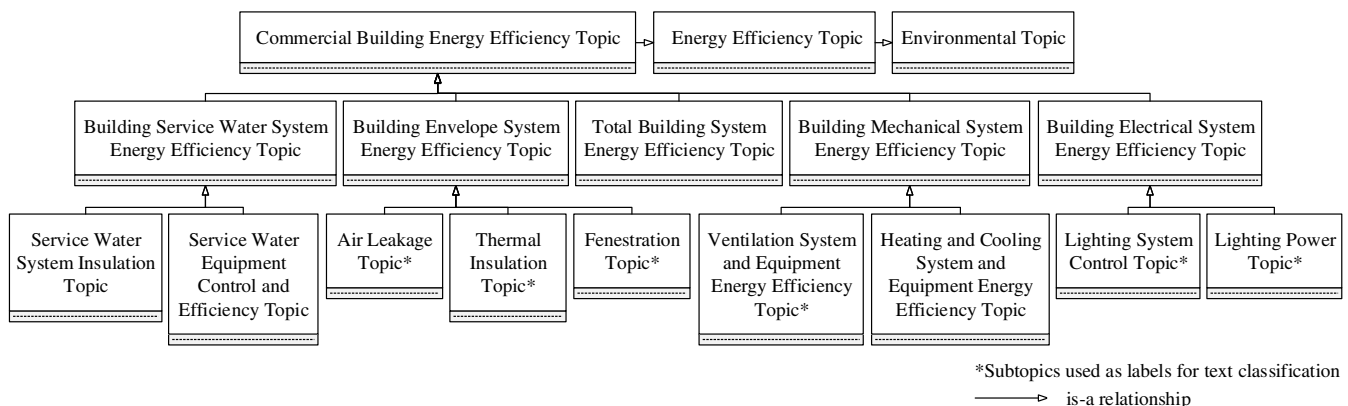 Commercial Building Energy Efficiency Topic
Energy Efficiency Topic
Environmental Topic
Building Service Water System
Energy Efficiency Topic
Building Envelope System
Energy Efficiency Topic
Total Building System
Energy Efficiency Topic
Building Mechanical System
Energy Efficiency Topic
Building Electrical System
Energy Efficiency Topic
Service Water
System Insulation
Topic
Service Water
Equipment
Control and
Efficiency Topic
Air Leakage
Topic*
Thermal
Insulation
Topic*
Fenestration
Topic*
Ventilation System
and Equipment
Energy Efficiency
Topic*
Heating and Cooling
System and
Equipment Energy
Efficiency Topic
Lighting System
Control Topic*
Lighting Power
Topic*
*Subtopics used as labels for text classification
is-a relationship